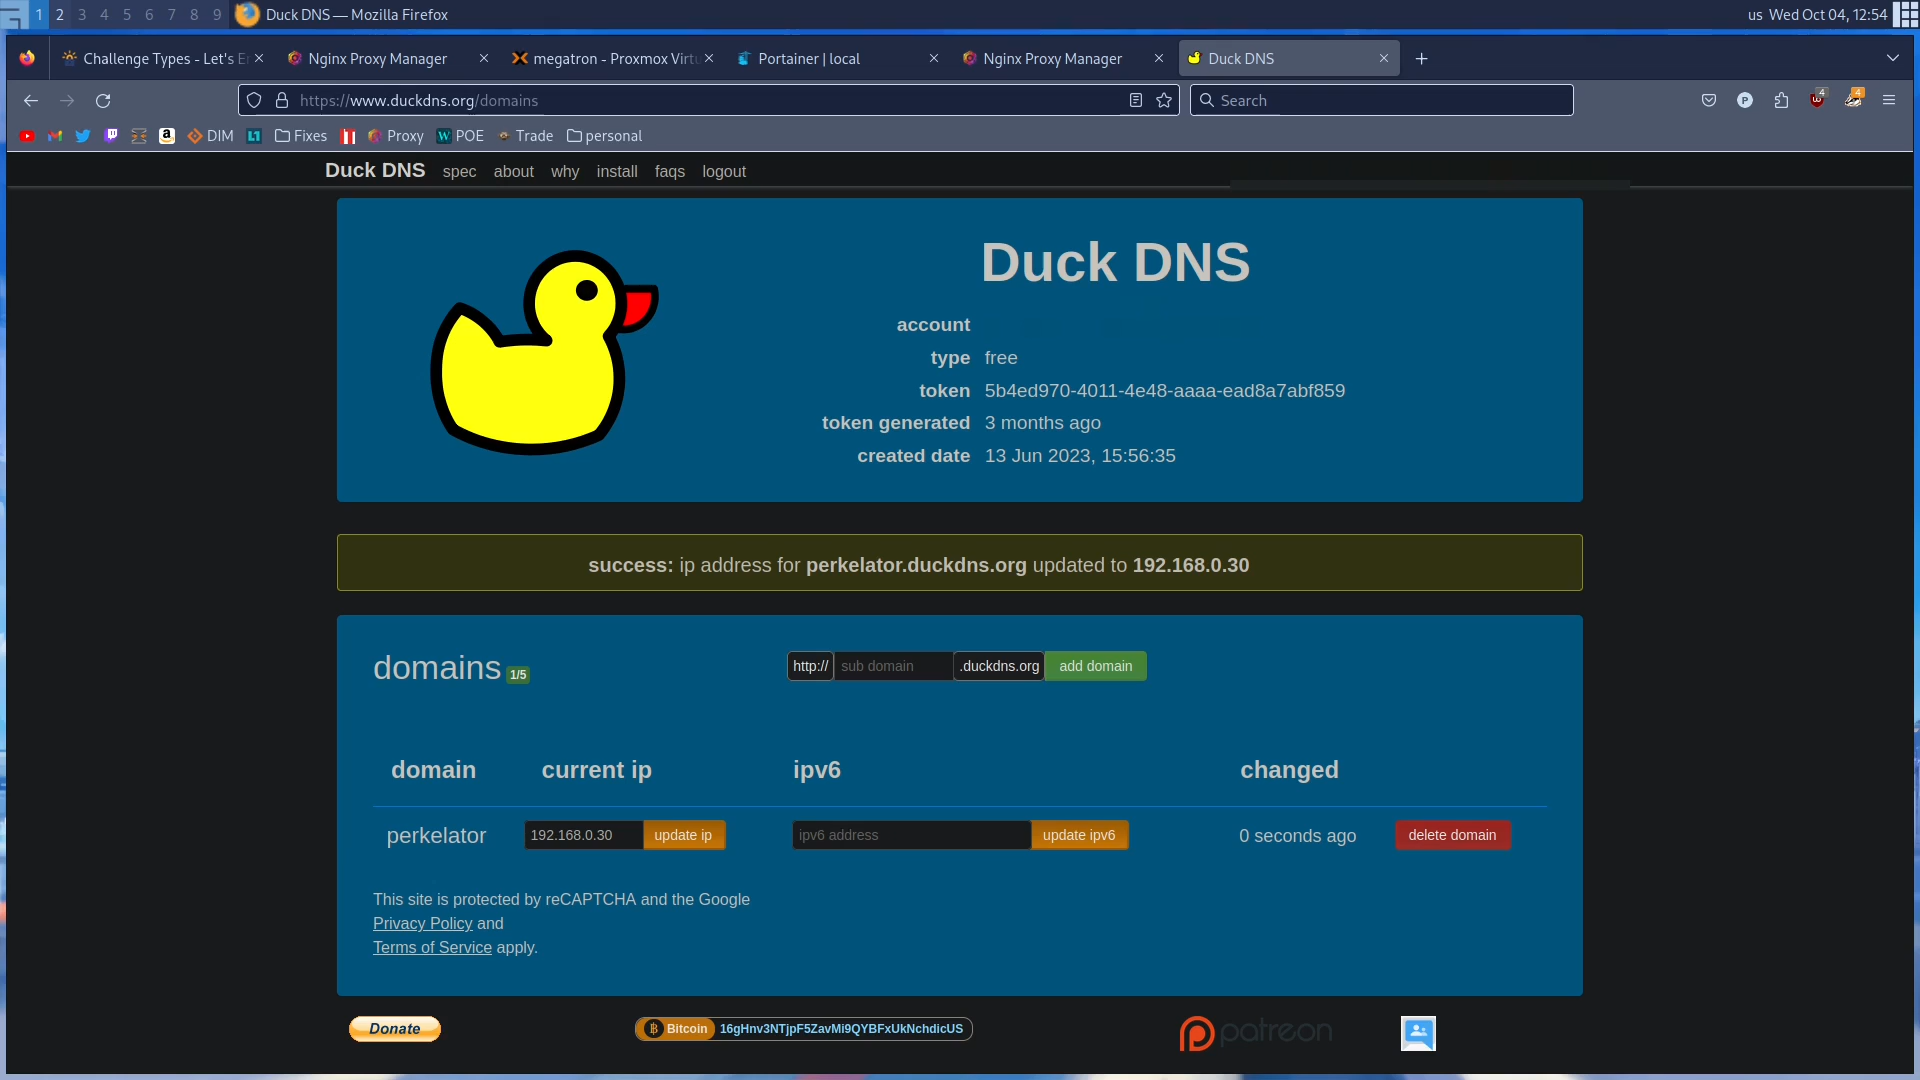 1 2 3 4 5 6 7 8 9 Duck DNS — Mozilla Firefox us Wed Oct 04, 12:54
Challenge Types - Let's E Nginx Proxy Manager megatron - Proxmox Virtu Portainer | local Nginx Proxy Manager Duck DNS
https://www.duckdns.org/domains Search P 4 4
a DIM L1 Fixes Proxy W POE Trade personal
Duck DNS spec about why install faqs logout
Duck DNS
account
type free
token 5b4ed970-4011-4e48-aaaa-ead8a7abf859
token generated 3 months ago
created date 13 Jun 2023, 15:56:35
success: ip address for perkelator.duckdns.org updated to 192.168.0.30
domains 1/5 http:// sub domain .duckdns.org add domain
domain current ip ipv6 changed
perkelator 192.168.0.30 update ip ipv6 address update ipv6 0 seconds ago delete domain
This site is protected by reCAPTCHA and the Google
Privacy Policy and
Terms of Service apply.
Donate Bitcoin 16gHnv3NTjpF5ZavMi9QYBFxUkNchdicUS patreon